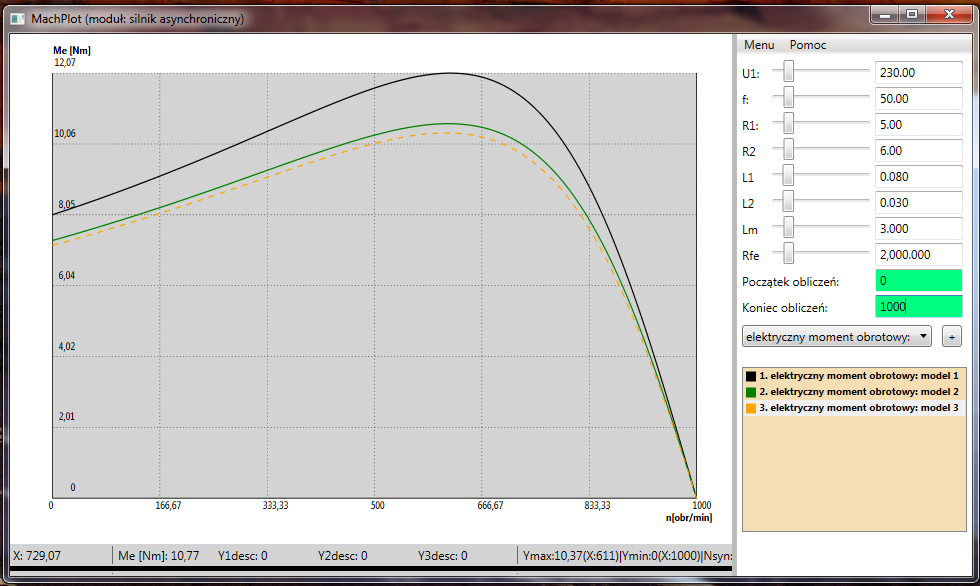 MachPlot (moduł: silnik asynchroniczny)
Menu Pomoc
Me [Nm]
12,07
10,06
8,05
6,04
4,02
2,01
0
0 166,67 333,33 500 666,67 833,33 1000
n[obr/min]
U1: 230.00
f: 50.00
R1: 5.00
R2 6.00
L1 0.080
L2 0.030
Lm 3.000
Rfe 2,000.000
Początek obliczeń: 0
Koniec obliczeń: 1000
elektryczny moment obrotowy: +
1. elektryczny moment obrotowy: model 1
2. elektryczny moment obrotowy: model 2
3. elektryczny moment obrotowy: model 3
X: 729,07 Me [Nm]: 10,77 Y1desc: 0 Y2desc: 0 Y3desc: 0 Ymax:10,37(X:611)|Ymin:0(X:1000)|Nsyn: